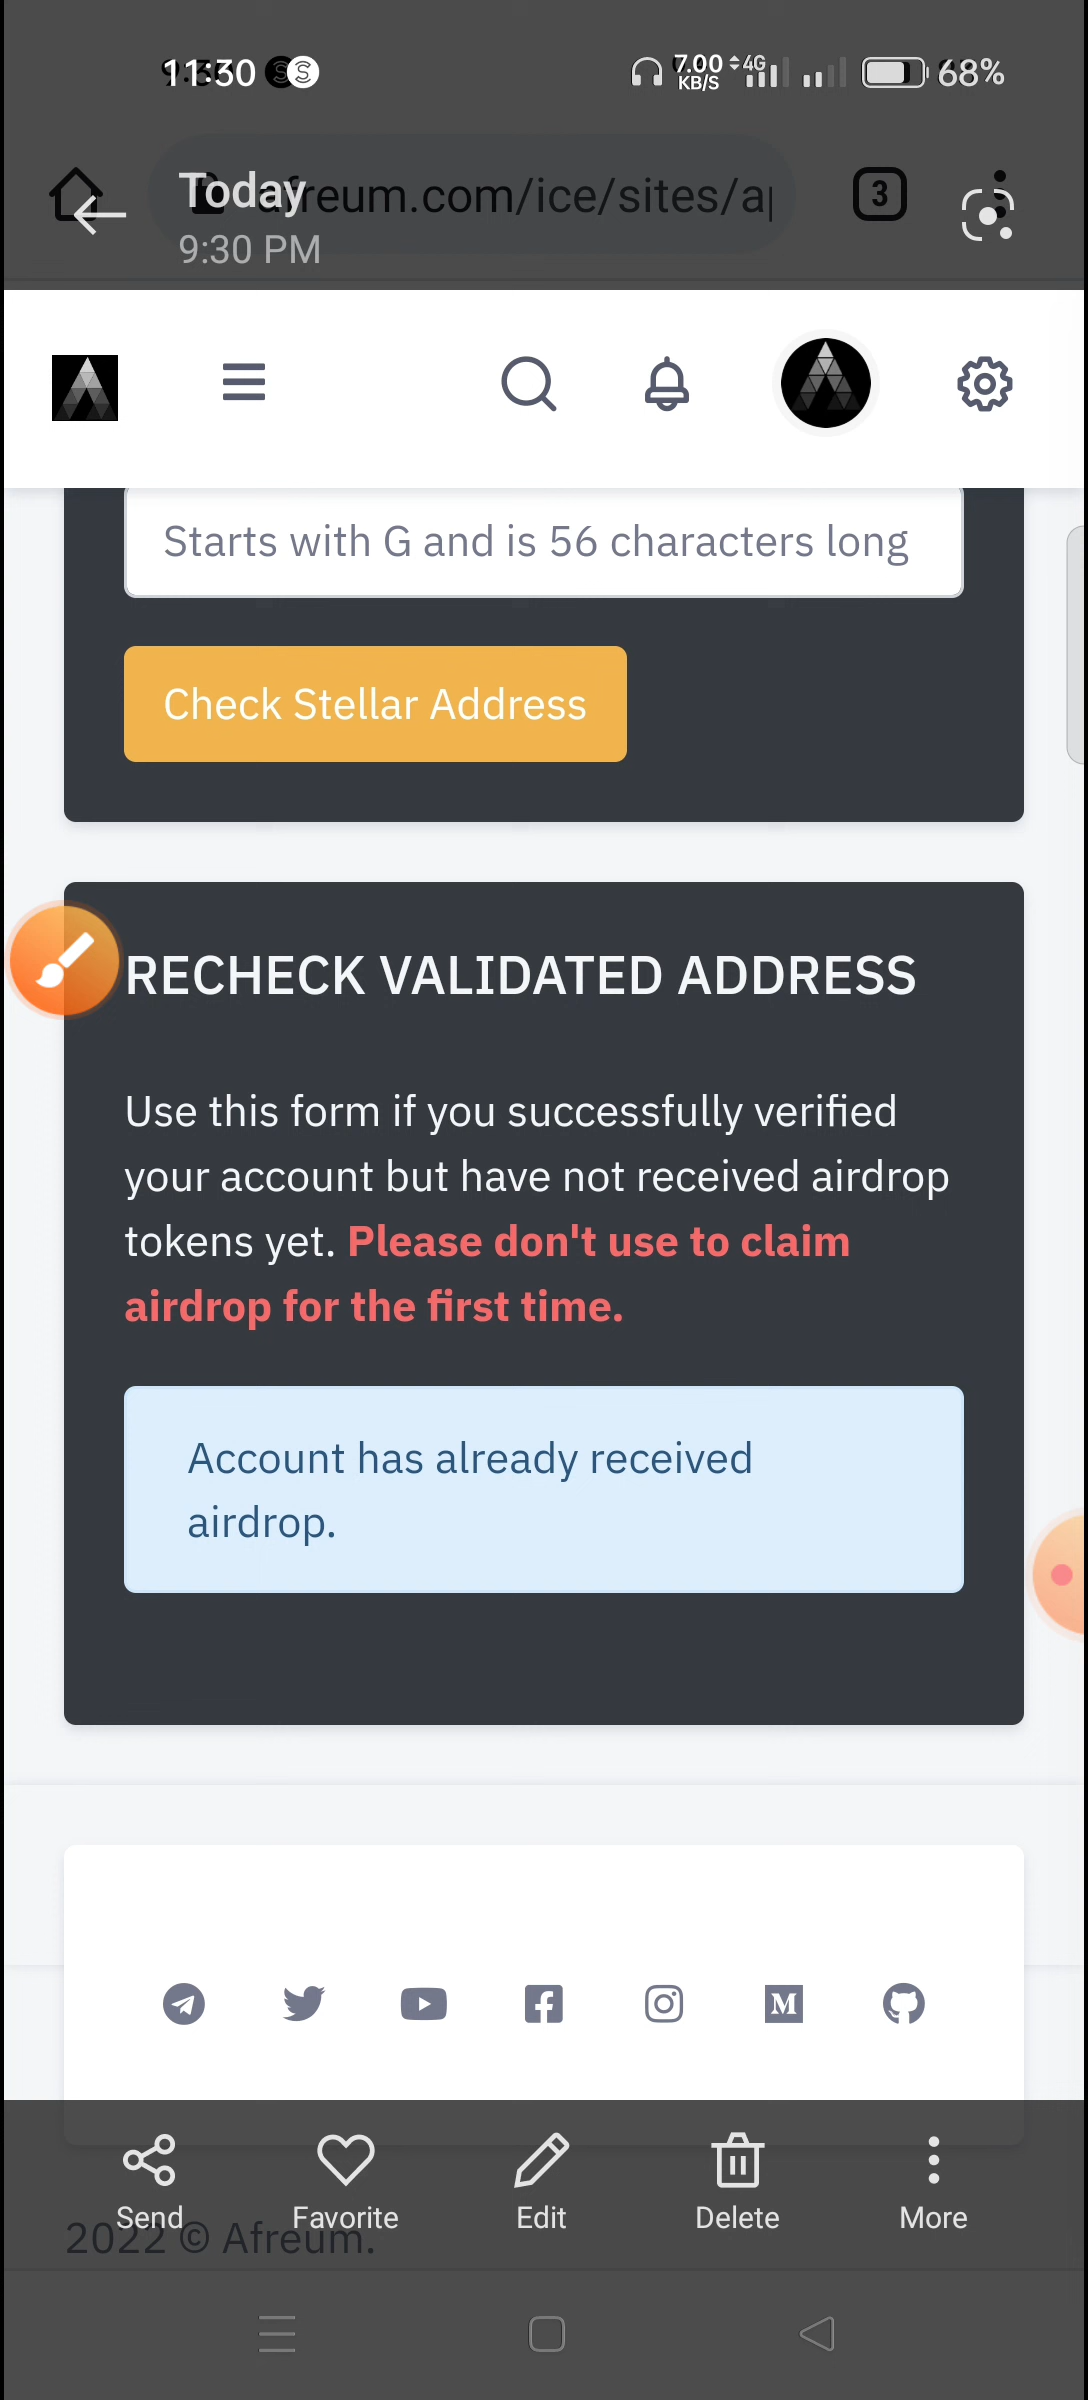 11:30
7.00 KB/S
4G
68%
Today
afreum.com/ice/sites/a
3
9:30 PM
Starts with G and is 56 characters long
Check Stellar Address
RECHECK VALIDATED ADDRESS
Use this form if you successfully verified
your account but have not received airdrop
tokens yet. Please don't use to claim
airdrop for the first time.
Account has already received
airdrop.
Send
Favorite
Edit
Delete
More
2022 © Afreum.